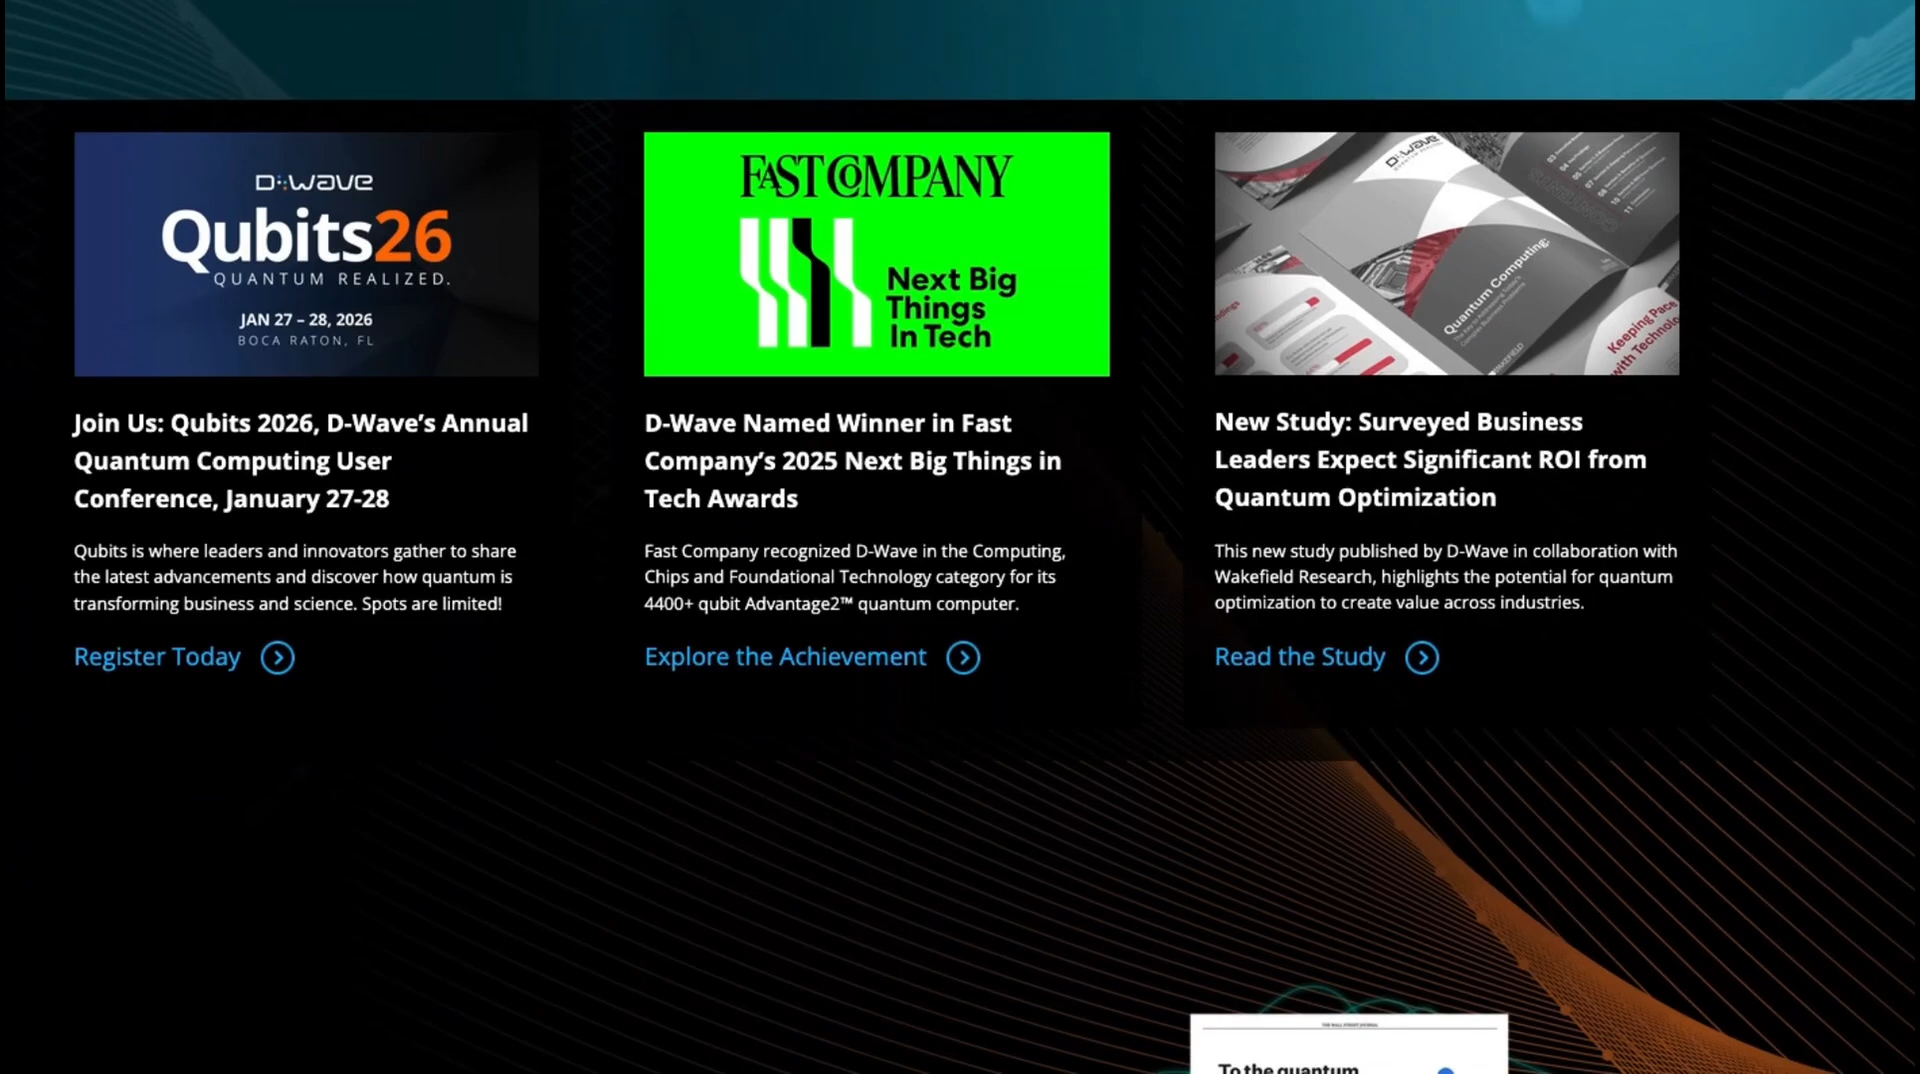 D:Wave
Qubits26
QUANTUM REALIZED.
JAN 27 – 28, 2026
BOCA RATON, FL
Join Us: Qubits 2026, D-Wave’s Annual
Quantum Computing User
Conference, January 27-28
Qubits is where leaders and innovators gather to share
the latest advancements and discover how quantum is
transforming business and science. Spots are limited!
Register Today
FAST COMPANY
Next Big
Things
In Tech
D-Wave Named Winner in Fast
Company’s 2025 Next Big Things in
Tech Awards
Fast Company recognized D-Wave in the Computing,
Chips and Foundational Technology category for its
4400+ qubit Advantage2™ quantum computer.
Explore the Achievement
D:Wave
Quantum Computing:
WAKEFIELD
Keeping Pace
with Technolo
New Study: Surveyed Business
Leaders Expect Significant ROI from
Quantum Optimization
This new study published by D-Wave in collaboration with
Wakefield Research, highlights the potential for quantum
optimization to create value across industries.
Read the Study
THE WALL STREET JOURNAL
To the quantum